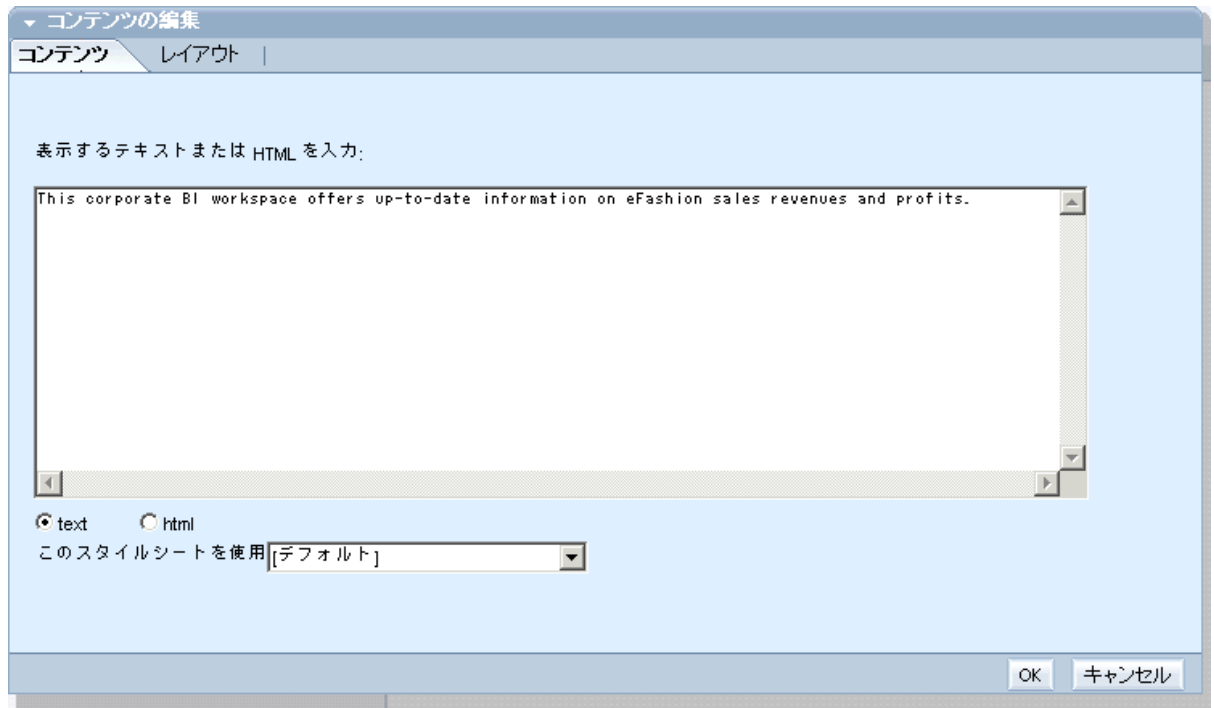 コンテンツの編集
コンテンツ レイアウト |
表示するテキストまたは HTML を入力:
This corporate BI workspace offers up-to-date information on eFashion sales revenues and profits.
text html
このスタイルシートを使用 [デフォルト]
OK キャンセル